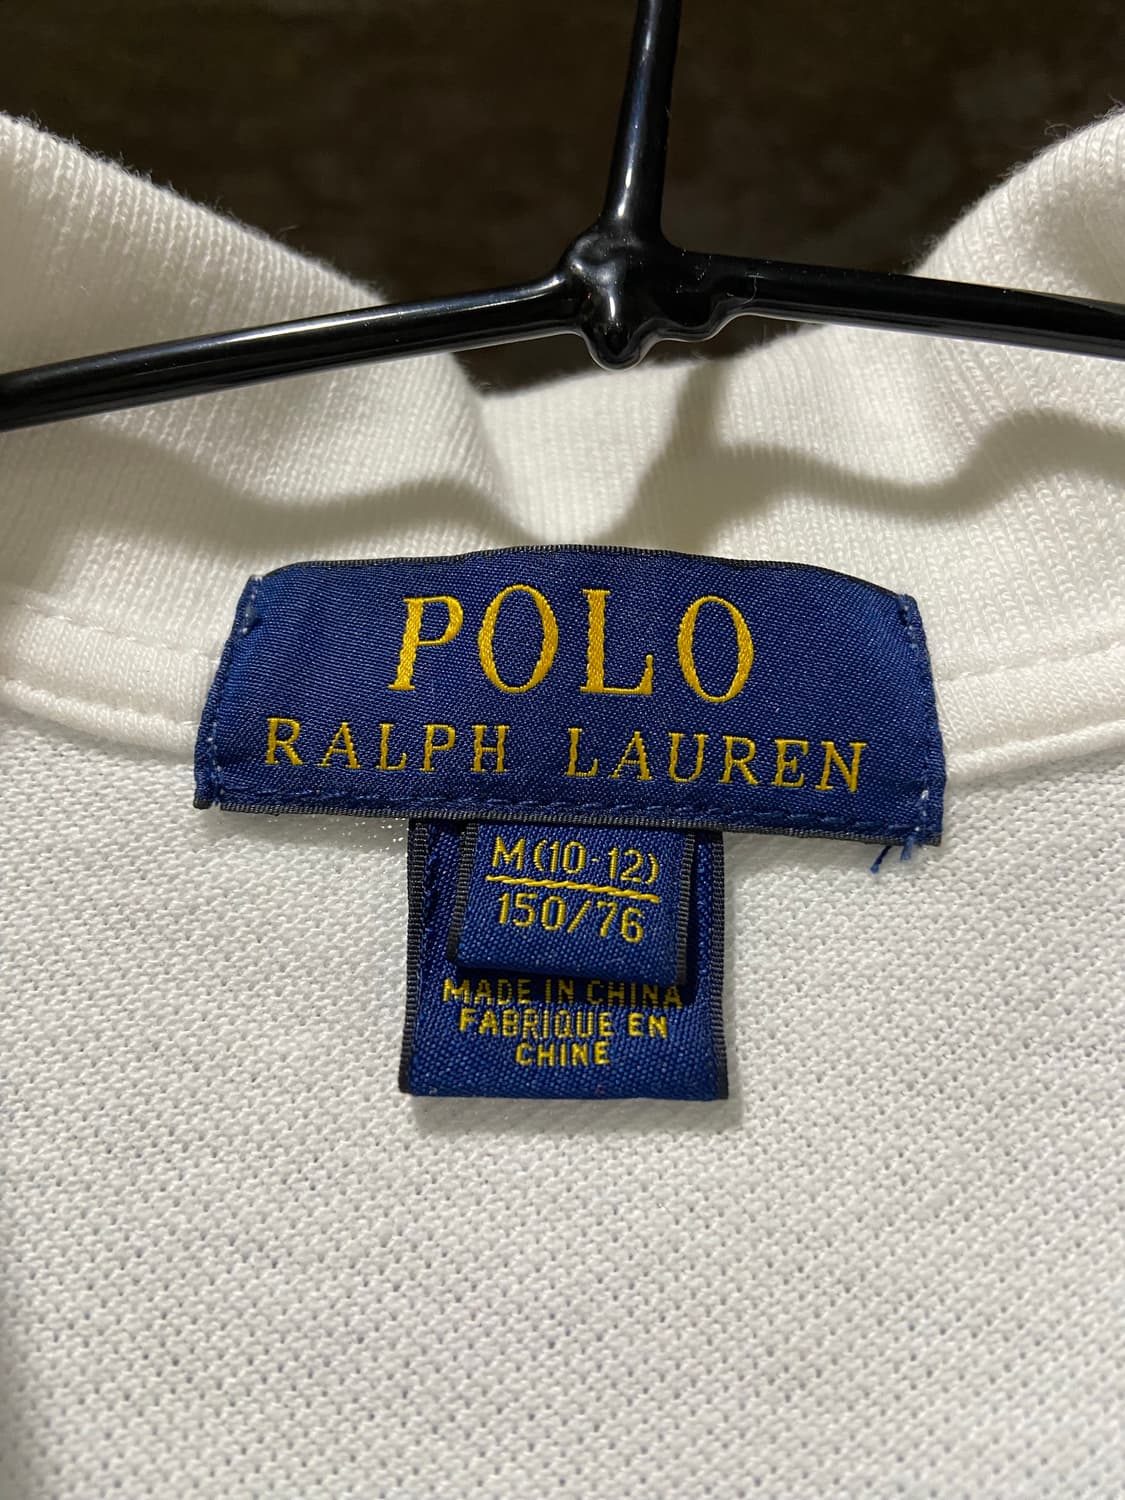 POLO
RALPH LAUREN
M (10-12)
150/76
MADE IN CHINA
FABRIQUE EN
CHINE